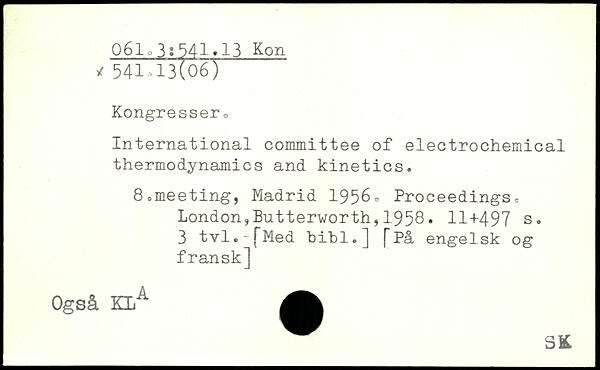 061.3:541.13 Kon
× 541.13(06)
Kongresser.
International committee of electrochemical
thermodynamics and kinetics.
8.meeting, Madrid 1956. Proceedings.
London,Butterworth,1958. 11+497 s.
3 tvl.-[Med bibl.] [På engelsk og
fransk]
Også KLA
SK